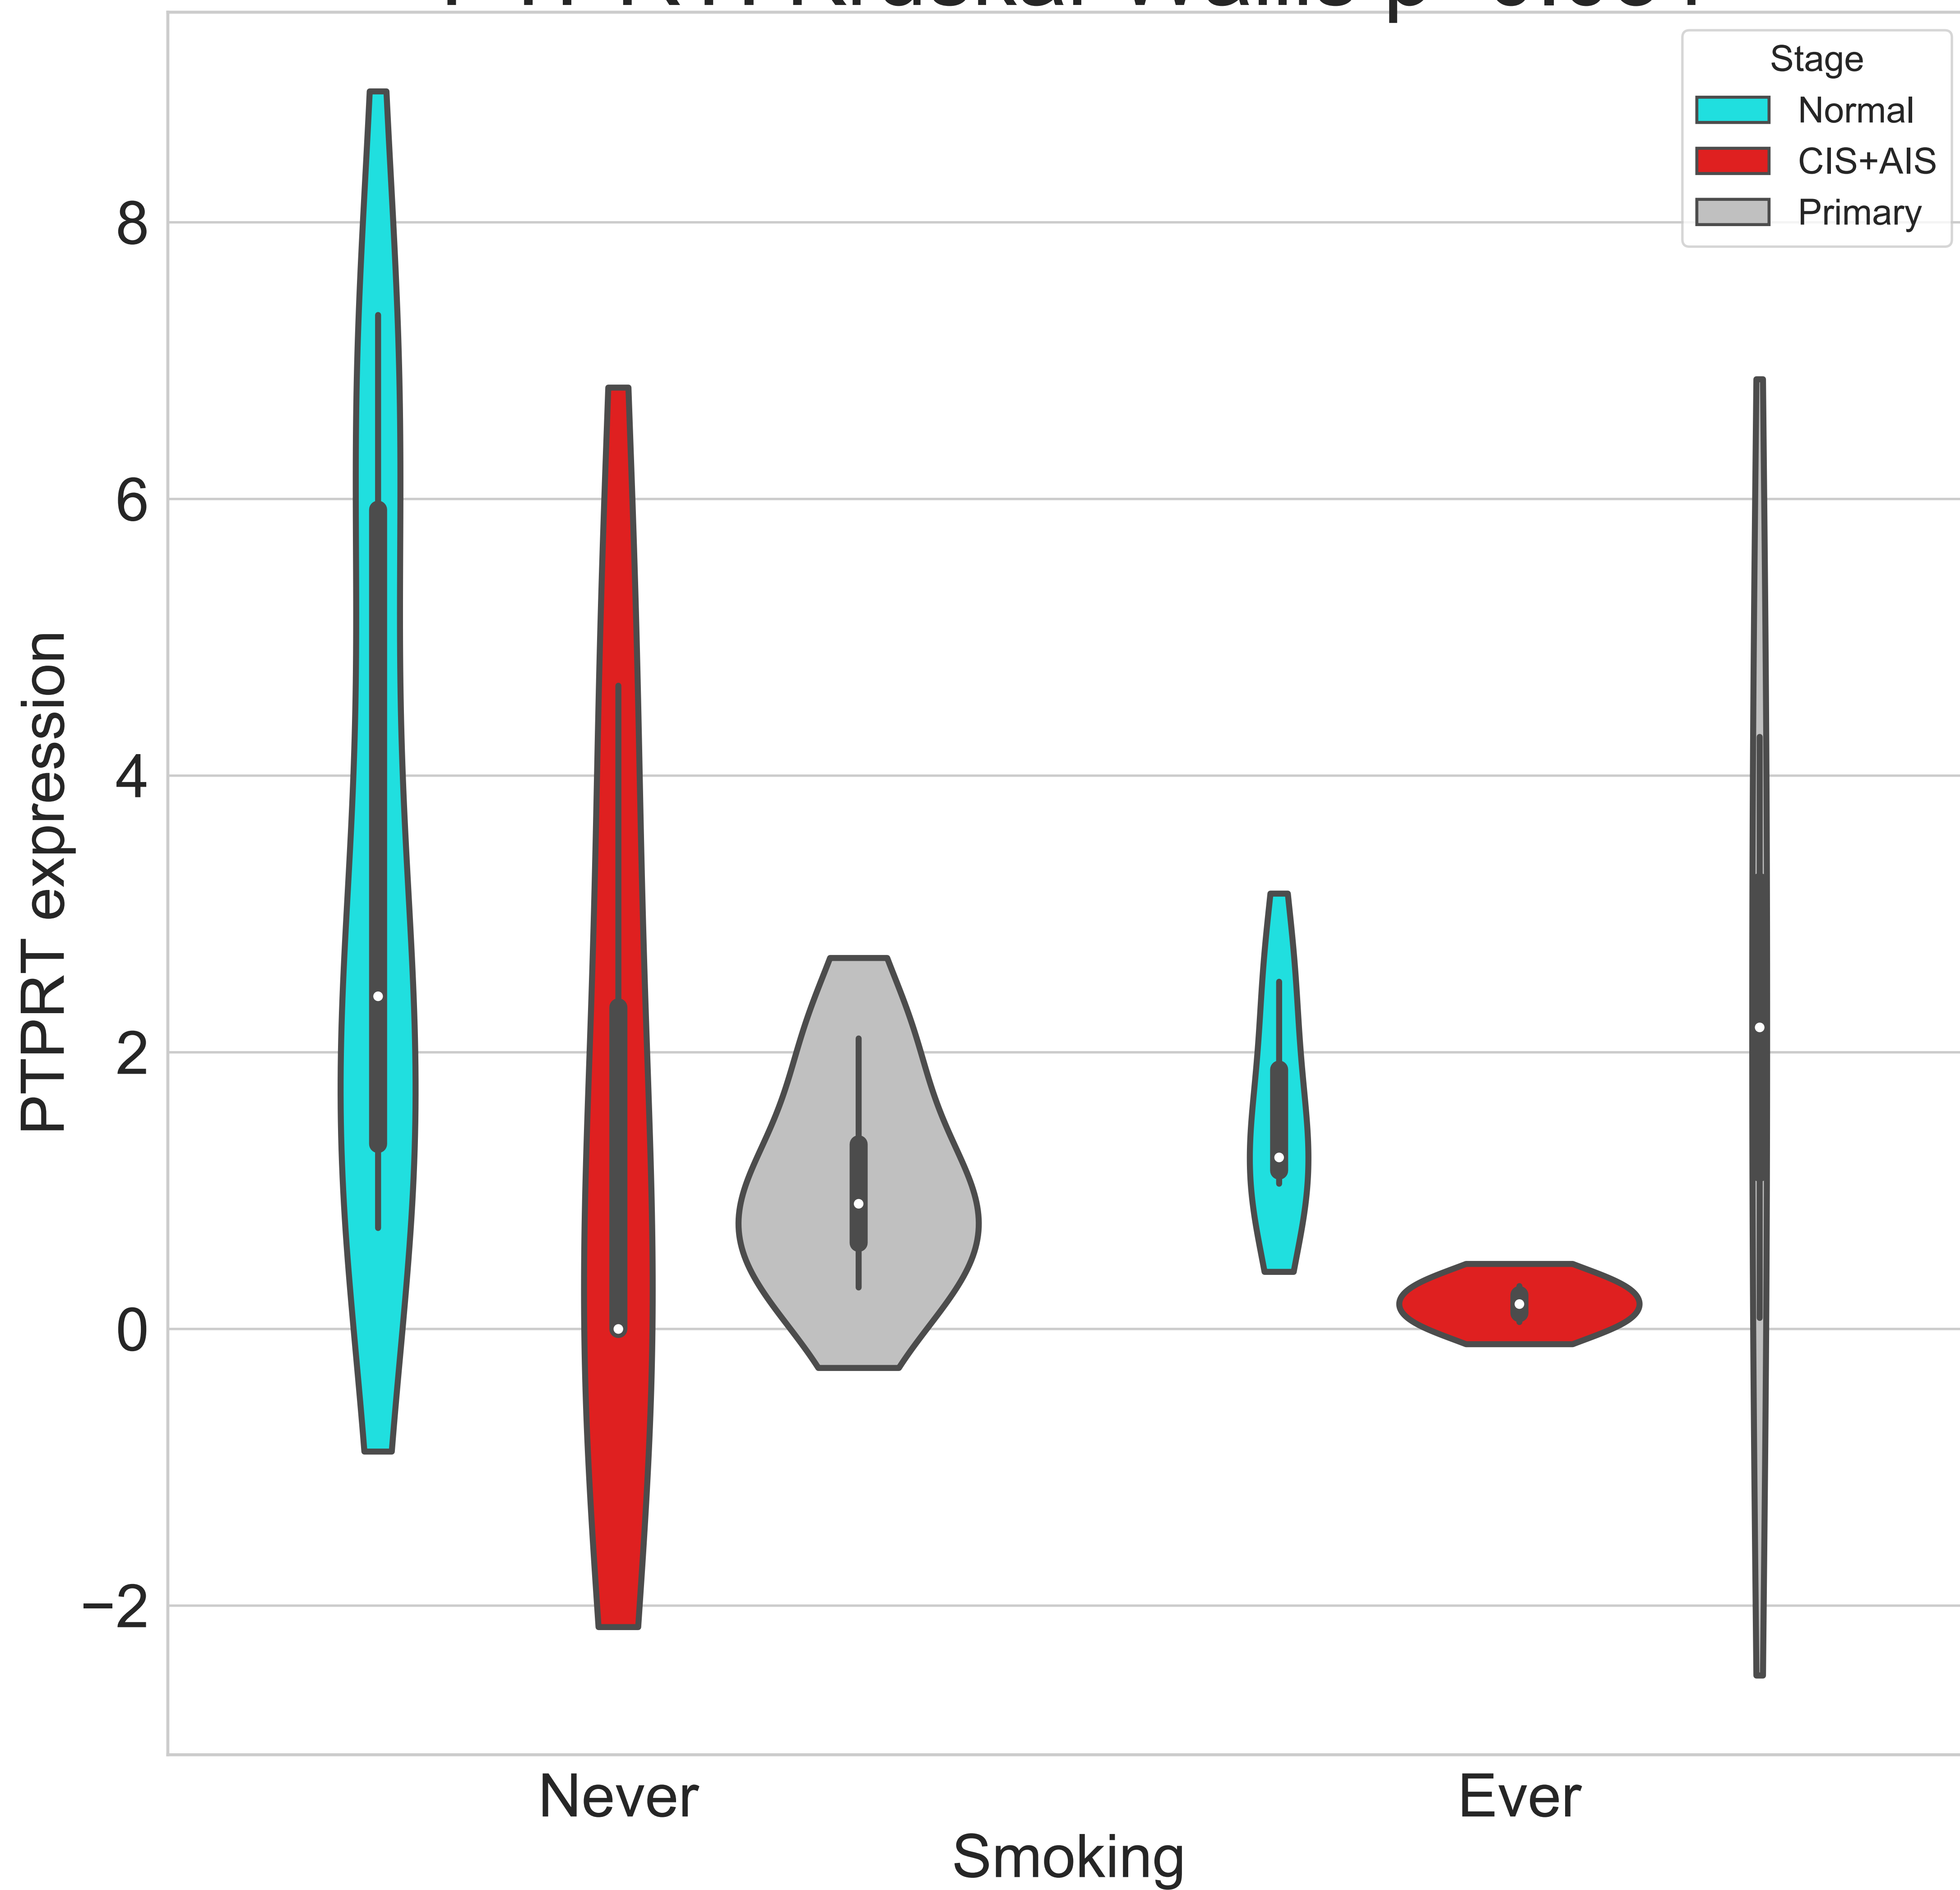 Stage
Normal
CIS+AIS
Primary
8
6
4
2
0
−2
PTPRT expression
Never
Ever
Smoking